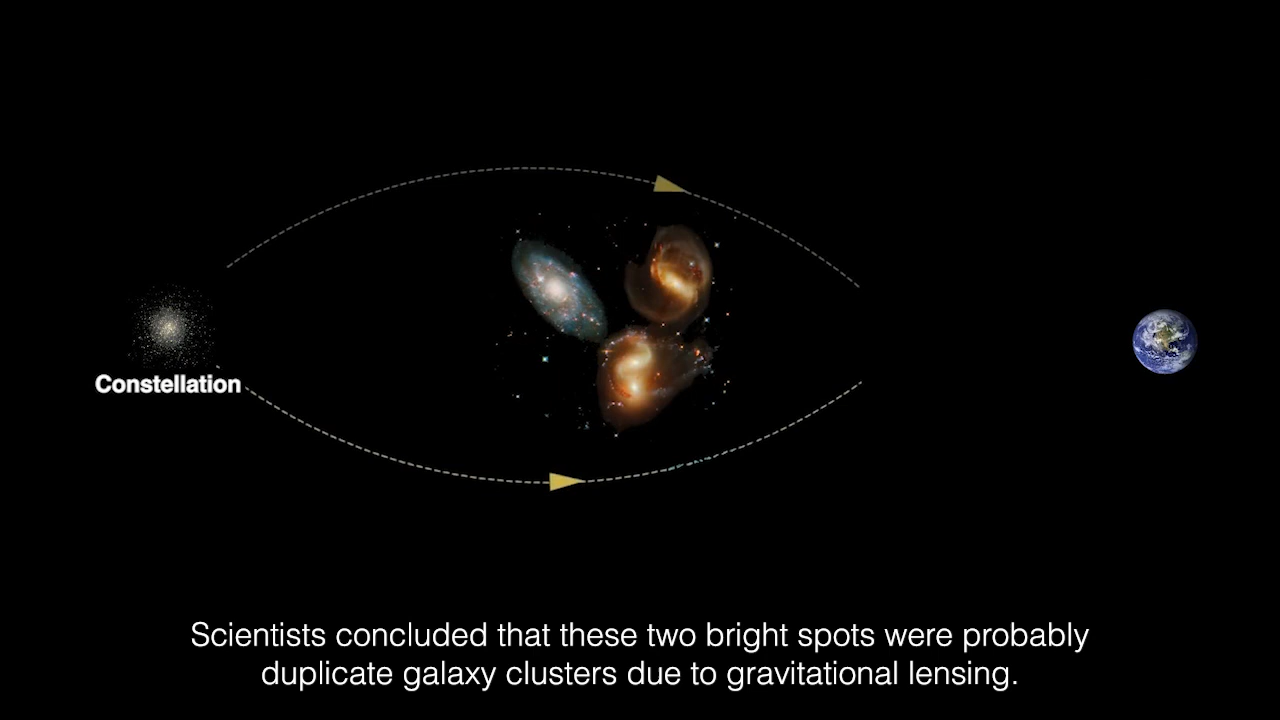 Constellation
Scientists concluded that these two bright spots were probably
duplicate galaxy clusters due to gravitational lensing.